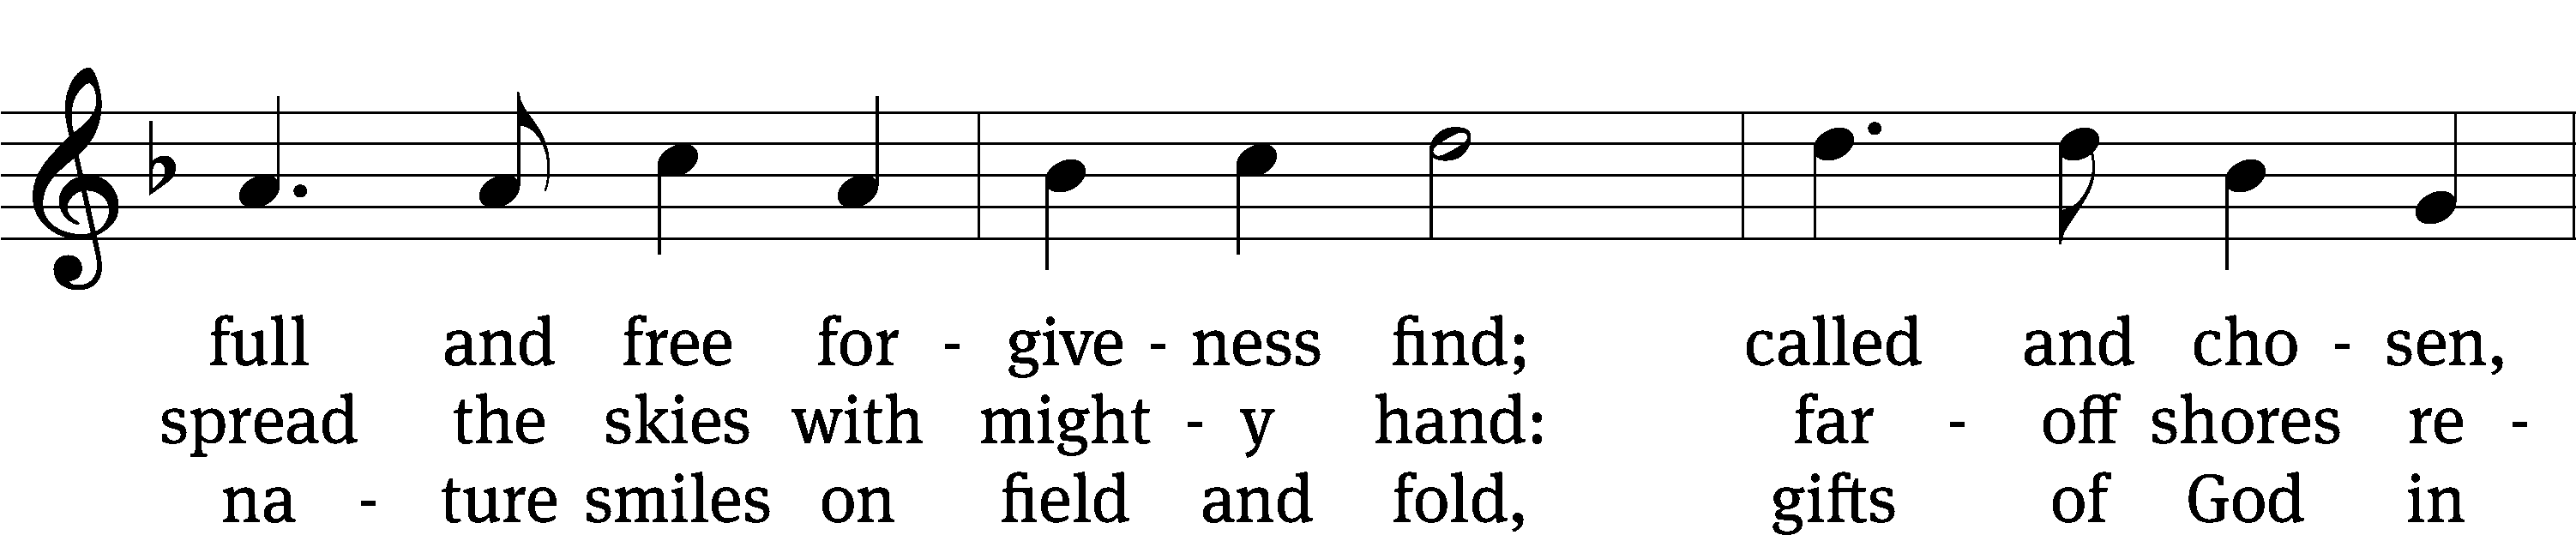 full and free for - give - ness find; called and cho - sen,
spread the skies with might - y hand: far - off shores re -
na - ture smiles on field and fold, gifts of God in